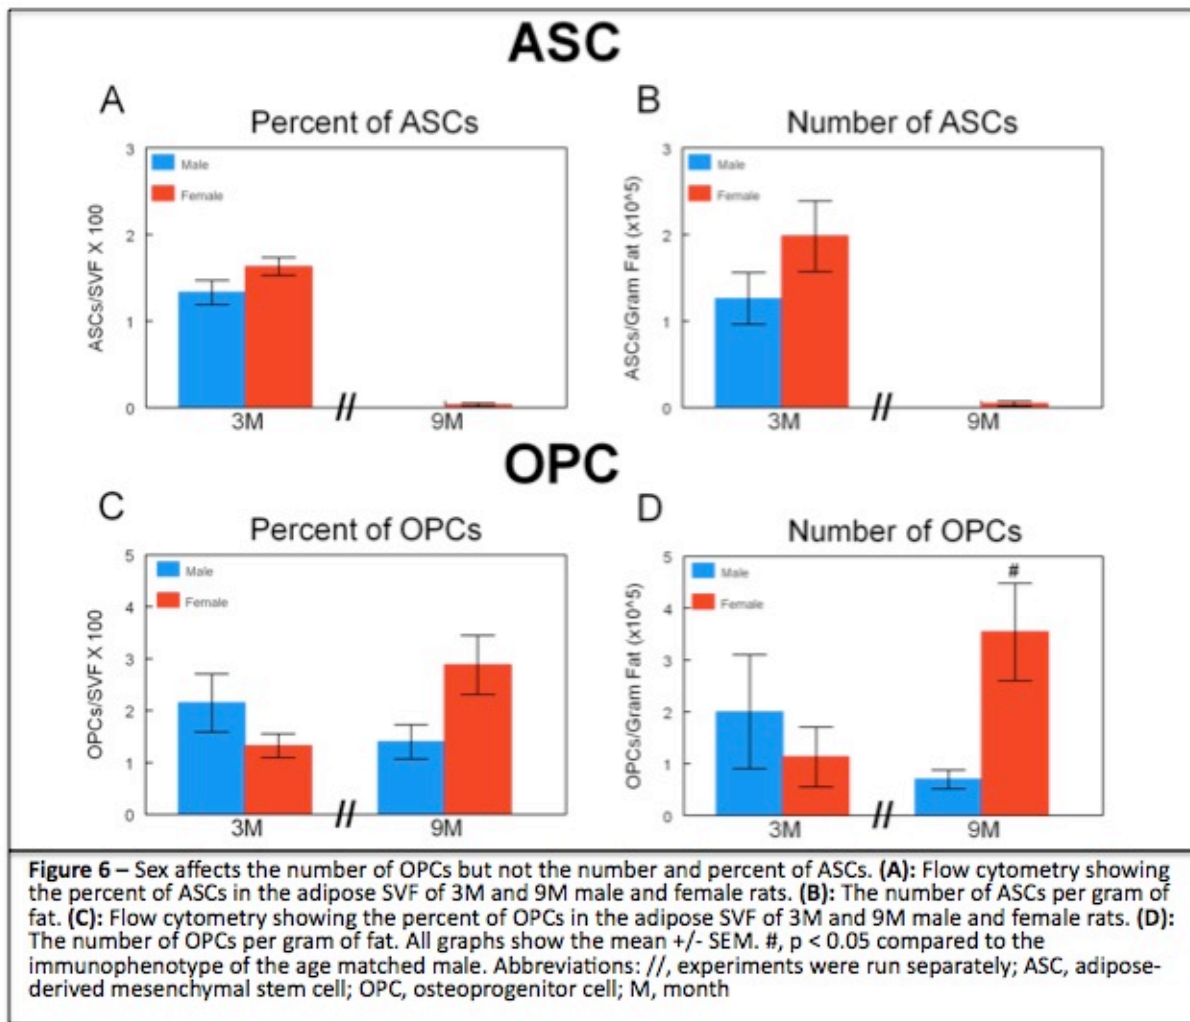 ASC
A
Percent of ASCs
3
Male
Female
2
1
0
ASCs/SVF X 100
3M
//
9M
B
Number of ASCs
3
Male
Female
2
1
0
ASCs/Gram Fat (x10^5)
3M
//
9M
OPC
C
Percent of OPCs
5
Male
Female
4
3
2
1
0
OPCs/SVF X 100
3M
//
9M
D
Number of OPCs
5
Male
Female
#
4
3
2
1
0
OPCs/Gram Fat (x10^5)
3M
//
9M
Figure 6 – Sex affects the number of OPCs but not the number and percent of ASCs. (A): Flow cytometry showing
the percent of ASCs in the adipose SVF of 3M and 9M male and female rats. (B): The number of ASCs per gram of
fat. (C): Flow cytometry showing the percent of OPCs in the adipose SVF of 3M and 9M male and female rats. (D):
The number of OPCs per gram of fat. All graphs show the mean +/- SEM. #, p < 0.05 compared to the
immunophenotype of the age matched male. Abbreviations: //, experiments were run separately; ASC, adipose-
derived mesenchymal stem cell; OPC, osteoprogenitor cell; M, month